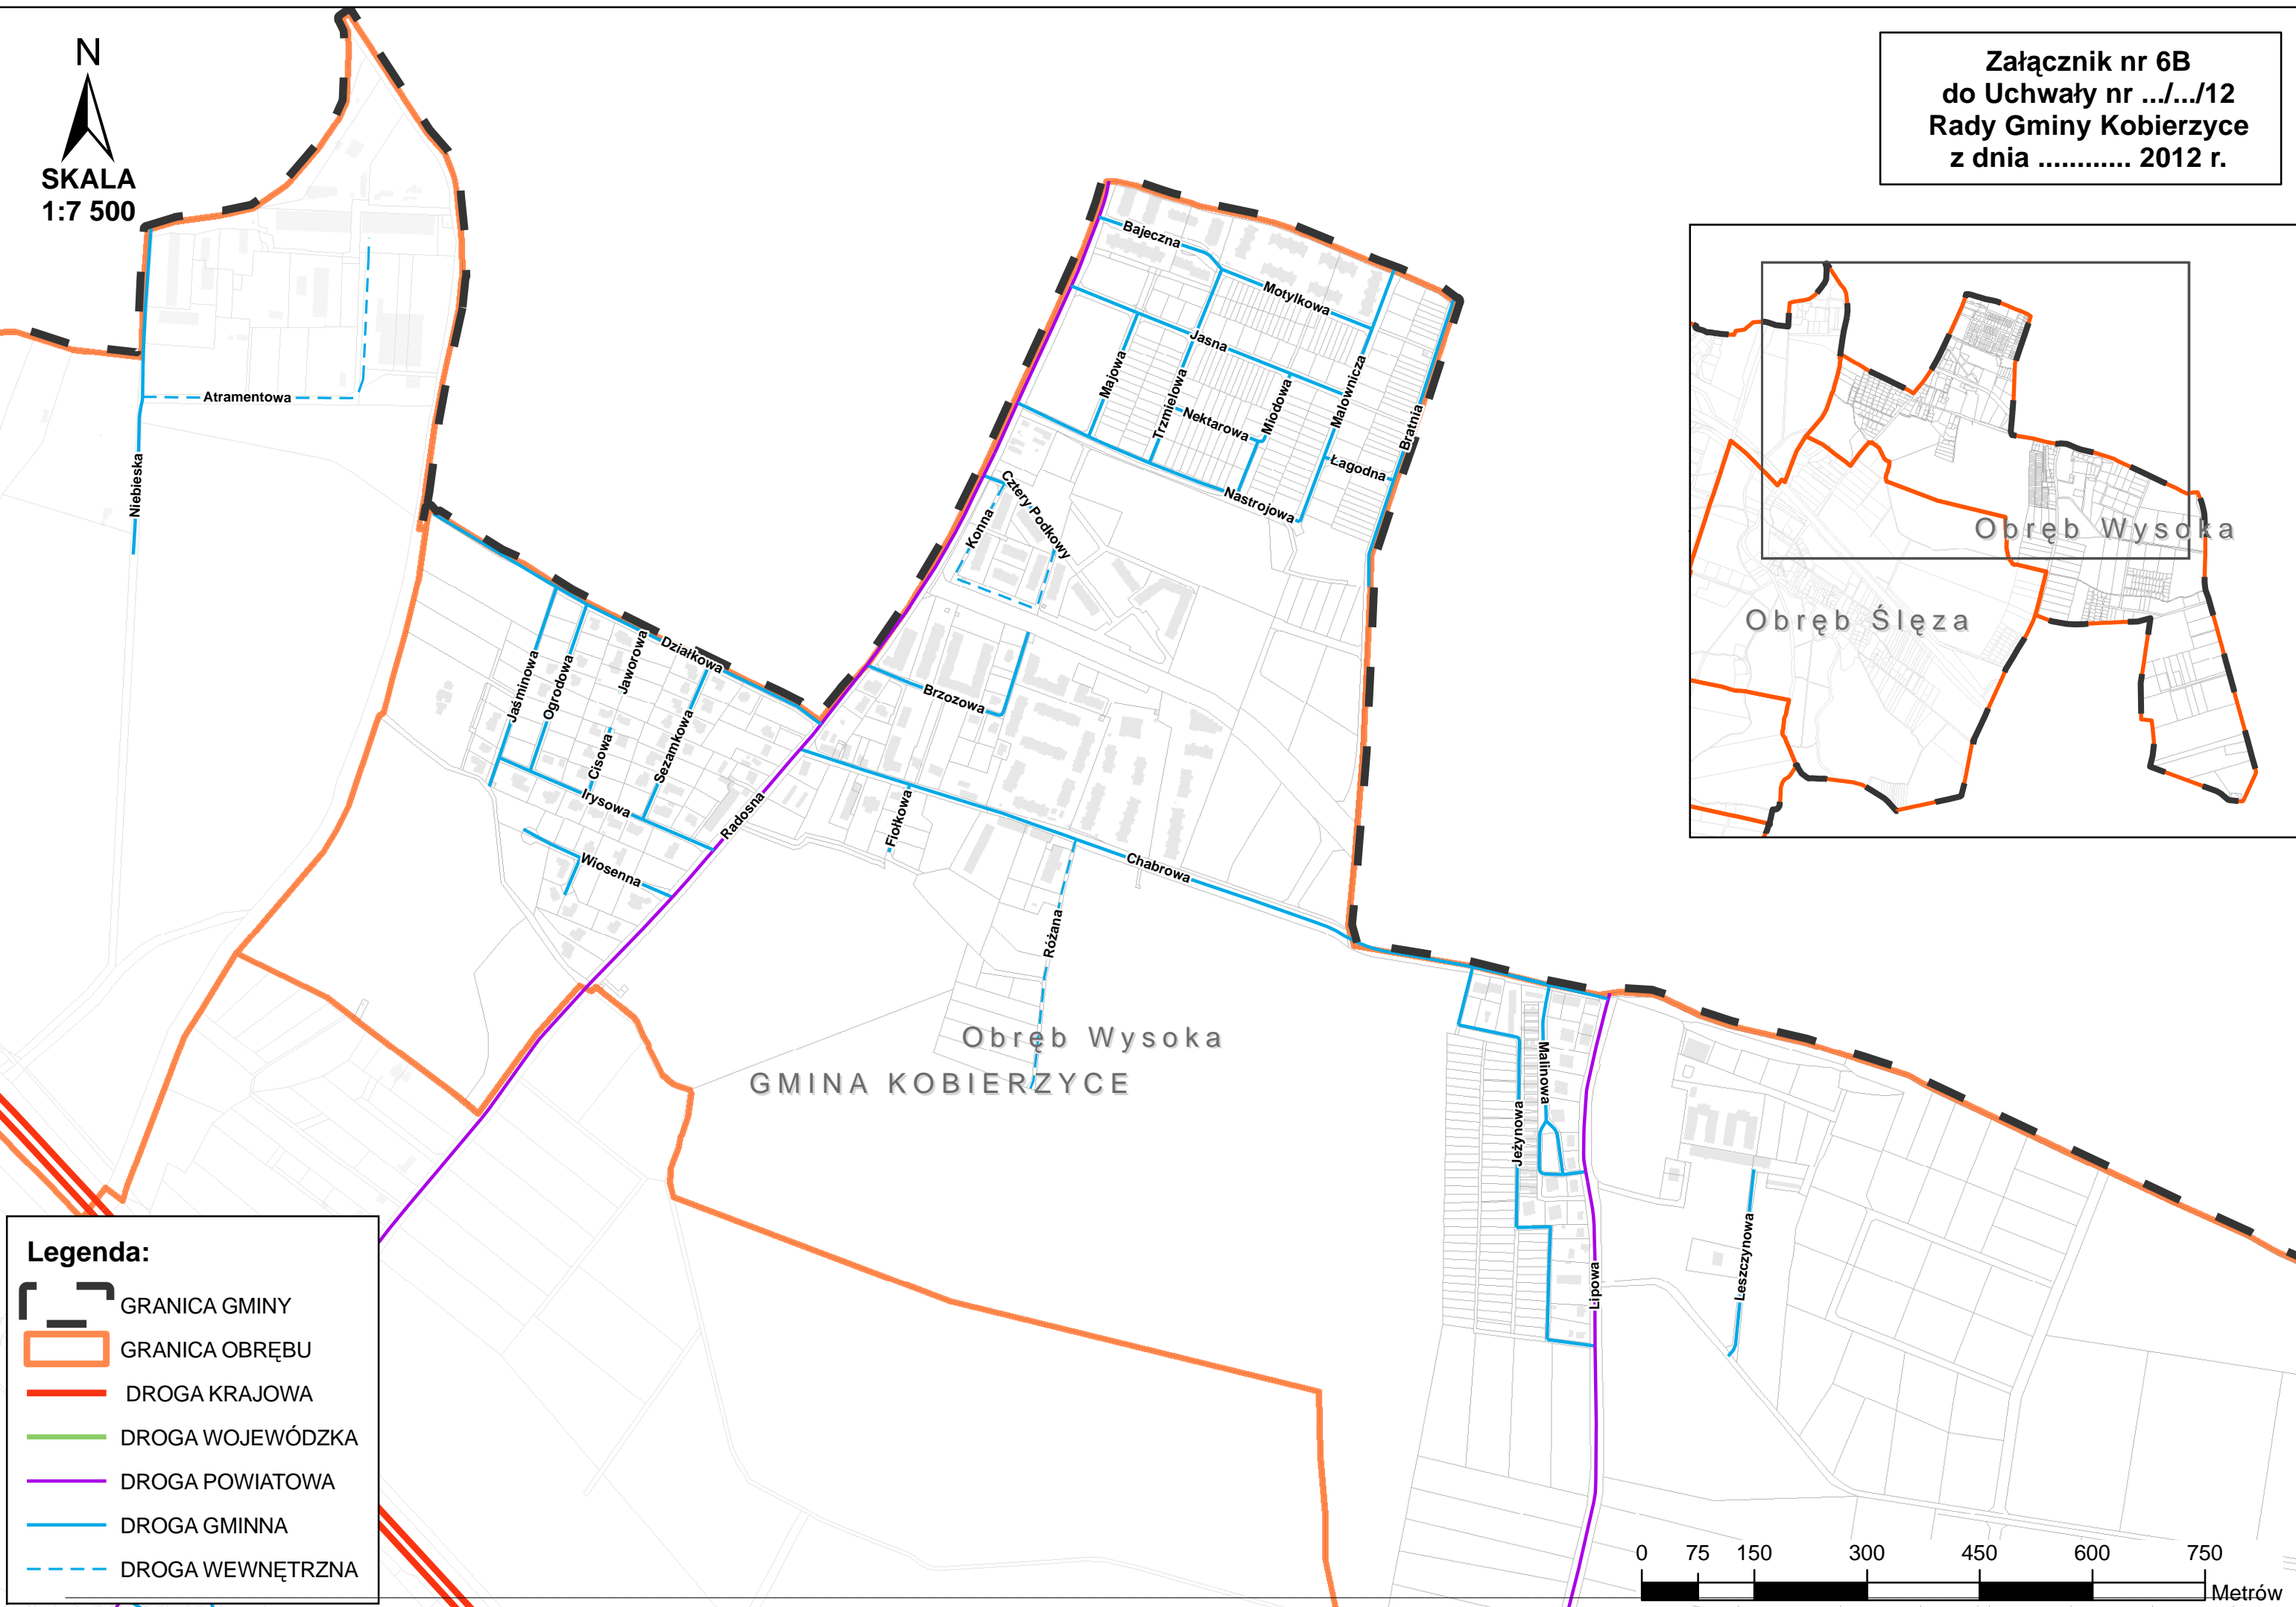 N
SKALA
1:7 500
Załącznik nr 6B
do Uchwały nr .../.../12
Rady Gminy Kobierzyce
z dnia ............ 2012 r.
Bajeczna
Motylkowa
Jasna
Majowa
Trzmielowa
Nektarowa
Miodowa
Malownicza
Bratnia
Łagodna
Nastrojowa
Atramentowa
Niebieska
Cztery Podkowy
Konna
Działkowa
Jaworowa
Jaśminowa
Ogrodowa
Cisowa
Sezamkowa
Irysowa
Wiosenna
Radosna
Brzozowa
Fiołkowa
Chabrowa
Różana
Obręb Wysoka
GMINA KOBIERZYCE
Malinowa
Jeżynowa
Lipowa
Leszczynowa
Obręb Wysoka
Obręb Ślęza
Legenda:
GRANICA GMINY
GRANICA OBRĘBU
DROGA KRAJOWA
DROGA WOJEWÓDZKA
DROGA POWIATOWA
DROGA GMINNA
DROGA WEWNĘTRZNA
0 75 150 300 450 600 750
Metrów